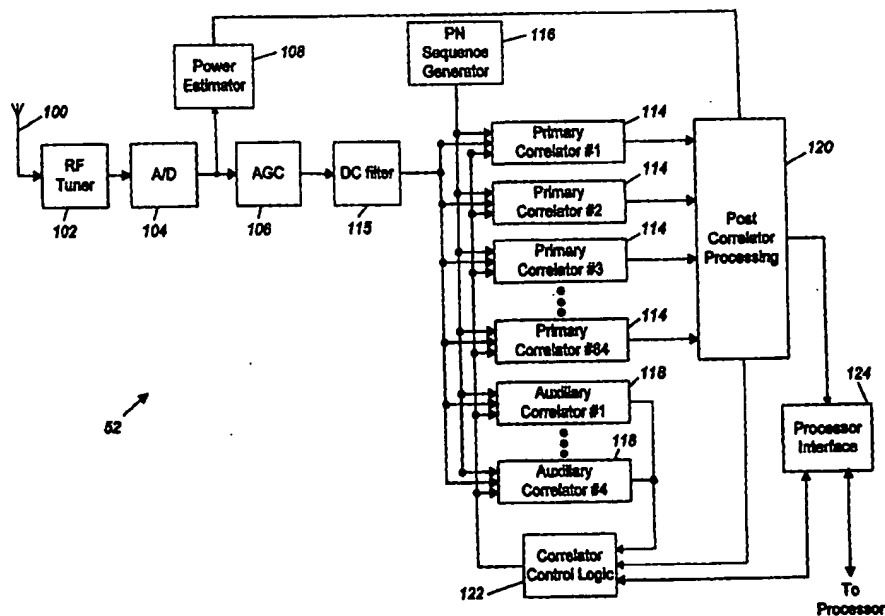 PN
Sequence
Generator
116
Power
Estimator
108
100
RF
Tuner
102
A/D
104
AGC
106
DC filter
115
Primary
Correlator #1
114
Primary
Correlator #2
114
Primary
Correlator #3
114
Primary
Correlator #64
114
Auxiliary
Correlator #1
118
Auxiliary
Correlator #4
118
Post
Correlator
Processing
120
Correlator
Control Logic
122
Processor
Interface
124
To
Processor
52